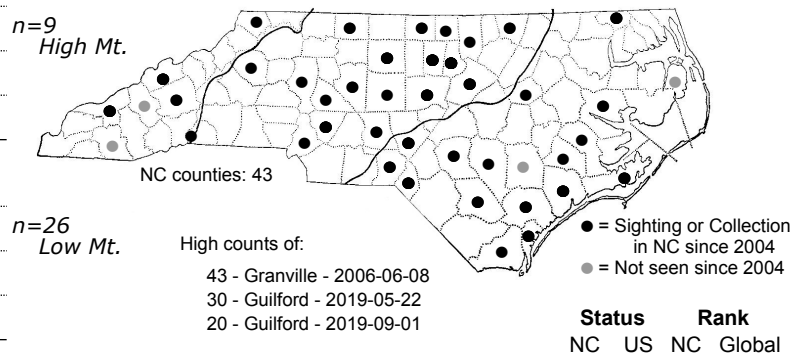 n=9
High Mt.
NC counties: 43
n=26
Low Mt.
High counts of:
43 - Granville - 2006-06-08
30 - Guilford - 2019-05-22
20 - Guilford - 2019-09-01
= Sighting or Collection
in NC since 2004
= Not seen since 2004
Status Rank
NC US NC Global